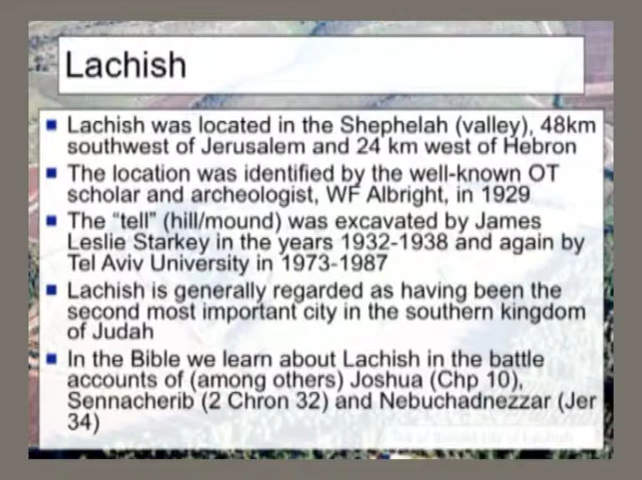 Lachish
Lachish was located in the Shephelah (valley), 48km
southwest of Jerusalem and 24 km west of Hebron
The location was identified by the well-known OT
scholar and archeologist, WF Albright, in 1929
The “tell” (hill/mound) was excavated by James
Leslie Starkey in the years 1932-1938 and again by
Tel Aviv University in 1973-1987
Lachish is generally regarded as having been the
second most important city in the southern kingdom
of Judah
In the Bible we learn about Lachish in the battle
accounts of (among others) Joshua (Chp 10),
Sennacherib (2 Chron 32) and Nebuchadnezzar (Jer
34)